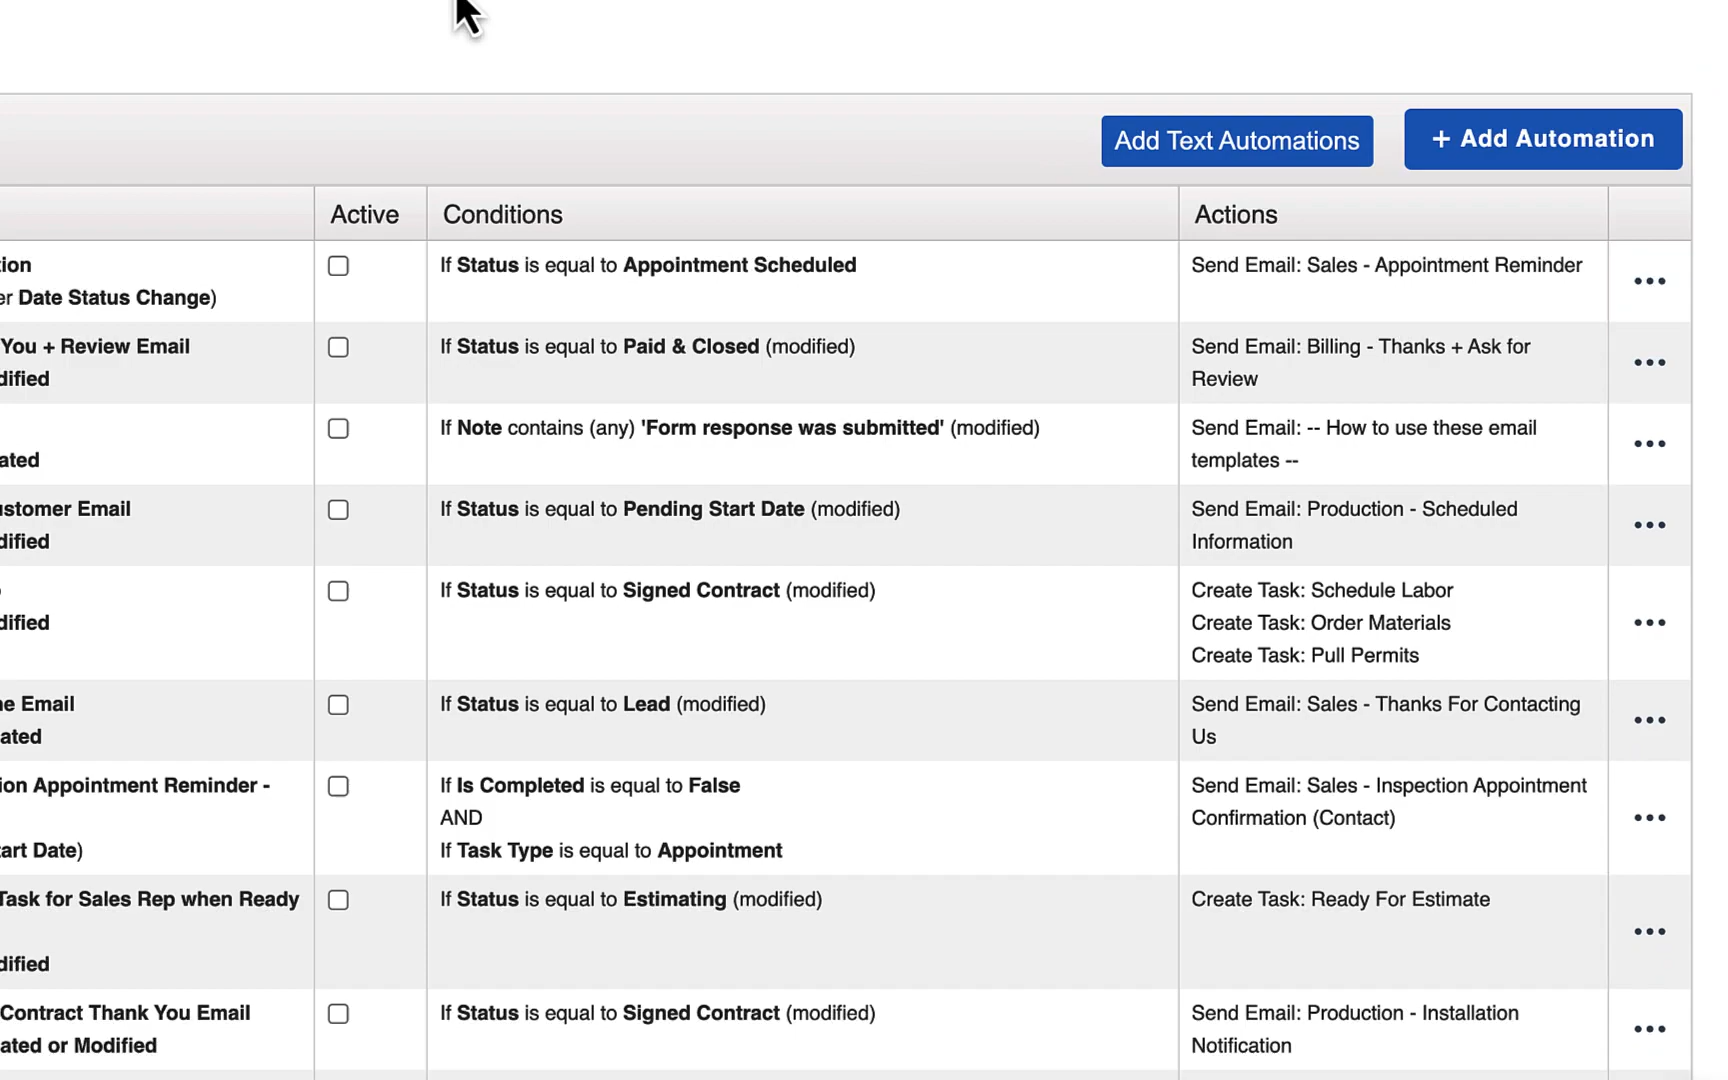 Add Text Automations
+ Add Automation
Active
Conditions
Actions
tion
er Date Status Change)
If Status is equal to Appointment Scheduled
Send Email: Sales - Appointment Reminder
You + Review Email
dified
If Status is equal to Paid & Closed (modified)
Send Email: Billing - Thanks + Ask for
Review
ated
If Note contains (any) 'Form response was submitted' (modified)
Send Email: -- How to use these email
templates --
ustomer Email
dified
If Status is equal to Pending Start Date (modified)
Send Email: Production - Scheduled
Information
dified
If Status is equal to Signed Contract (modified)
Create Task: Schedule Labor
Create Task: Order Materials
Create Task: Pull Permits
ne Email
ated
If Status is equal to Lead (modified)
Send Email: Sales - Thanks For Contacting
Us
ion Appointment Reminder -
tart Date)
If Is Completed is equal to False
AND
If Task Type is equal to Appointment
Send Email: Sales - Inspection Appointment
Confirmation (Contact)
Task for Sales Rep when Ready
dified
If Status is equal to Estimating (modified)
Create Task: Ready For Estimate
Contract Thank You Email
ated or Modified
If Status is equal to Signed Contract (modified)
Send Email: Production - Installation
Notification